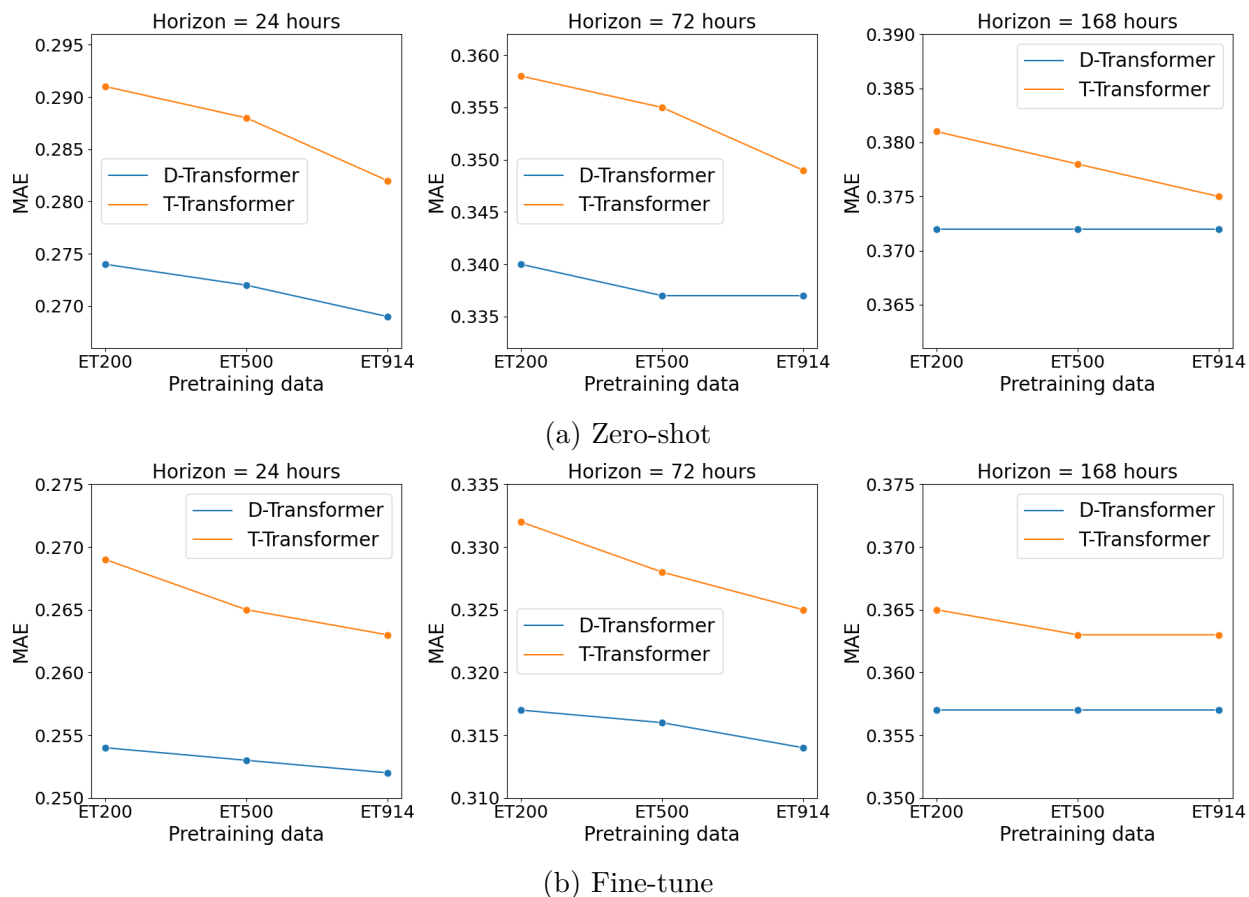 Horizon = 24 hours
0.295
0.290
0.285
0.280
0.275
0.270
MAE
D-Transformer
T-Transformer
ET200 ET500 ET914
Pretraining data
Horizon = 72 hours
0.360
0.355
0.350
0.345
0.340
0.335
MAE
D-Transformer
T-Transformer
ET200 ET500 ET914
Pretraining data
Horizon = 168 hours
0.390
0.385
0.380
0.375
0.370
0.365
MAE
D-Transformer
T-Transformer
ET200 ET500 ET914
Pretraining data
(a) Zero-shot
Horizon = 24 hours
0.275
0.270
0.265
0.260
0.255
0.250
MAE
D-Transformer
T-Transformer
ET200 ET500 ET914
Pretraining data
Horizon = 72 hours
0.335
0.330
0.325
0.320
0.315
0.310
MAE
D-Transformer
T-Transformer
ET200 ET500 ET914
Pretraining data
Horizon = 168 hours
0.375
0.370
0.365
0.360
0.355
0.350
MAE
D-Transformer
T-Transformer
ET200 ET500 ET914
Pretraining data
(b) Fine-tune